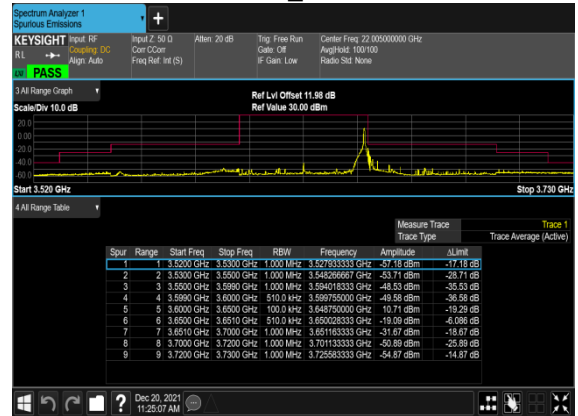 Spectrum Analyzer 1
Spurious Emissions
KEYSIGHT Input: RF Input Z: 50 Ω Atten: 20 dB Trig: Free Run Center Freq: 22.005000000 GHz
RL Coupling: DC Corr CCorr Gate: Off Avg|Hold: 100/100
Align: Auto Freq Ref: Int (S) IF Gain: Low Radio Std: None
PASS
3 All Range Graph
Ref Lvl Offset 11.98 dB
Scale/Div 10.0 dB Ref Value 30.00 dBm
20.0
0.00
-20.0
-40.0
-60.0
Start 3.520 GHz Stop 3.730 GHz
4 All Range Table
Measure Trace Trace 1
Trace Type Trace Average (Active)
Spur Range Start Freq Stop Freq RBW Frequency Amplitude ΔLimit
1 1 3.5200 GHz 3.5300 GHz 1.000 MHz 3.527933333 GHz -57.18 dBm -17.18 dB
2 2 3.5300 GHz 3.5500 GHz 1.000 MHz 3.548266667 GHz -53.71 dBm -28.71 dB
3 3 3.5500 GHz 3.5990 GHz 1.000 MHz 3.594018333 GHz -48.53 dBm -35.53 dB
4 4 3.5990 GHz 3.6000 GHz 510.0 kHz 3.599755000 GHz -49.58 dBm -36.58 dB
5 5 3.6000 GHz 3.6500 GHz 100.0 kHz 3.648750000 GHz 10.71 dBm -19.29 dB
6 6 3.6500 GHz 3.6510 GHz 510.0 kHz 3.650028333 GHz -19.09 dBm -6.086 dB
7 7 3.6510 GHz 3.7000 GHz 1.000 MHz 3.651163333 GHz -31.67 dBm -18.67 dB
8 8 3.7000 GHz 3.7200 GHz 1.000 MHz 3.701133333 GHz -50.89 dBm -25.89 dB
9 9 3.7200 GHz 3.7300 GHz 1.000 MHz 3.725583333 GHz -54.87 dBm -14.87 dB
Dec 20, 2021
11:25:07 AM